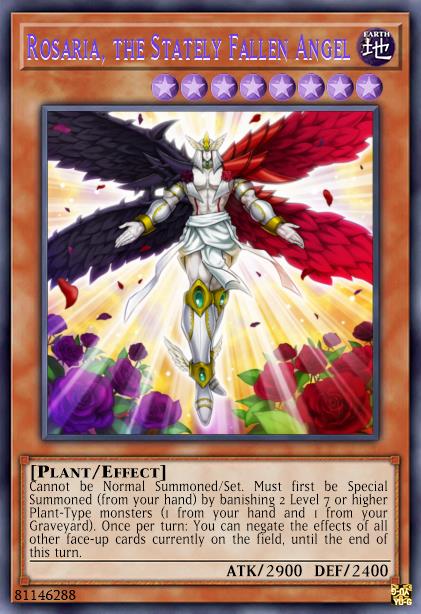 Rosaria, the Stately Fallen Angel
EARTH
地
[Plant/Effect]
Cannot be Normal Summoned/Set. Must first be Special
Summoned (from your hand) by banishing 2 Level 7 or higher
Plant-Type monsters (1 from your hand and 1 from your
Graveyard). Once per turn: You can negate the effects of all
other face-up cards currently on the field, until the end of
this turn.
ATK/2900 DEF/2400
81146288